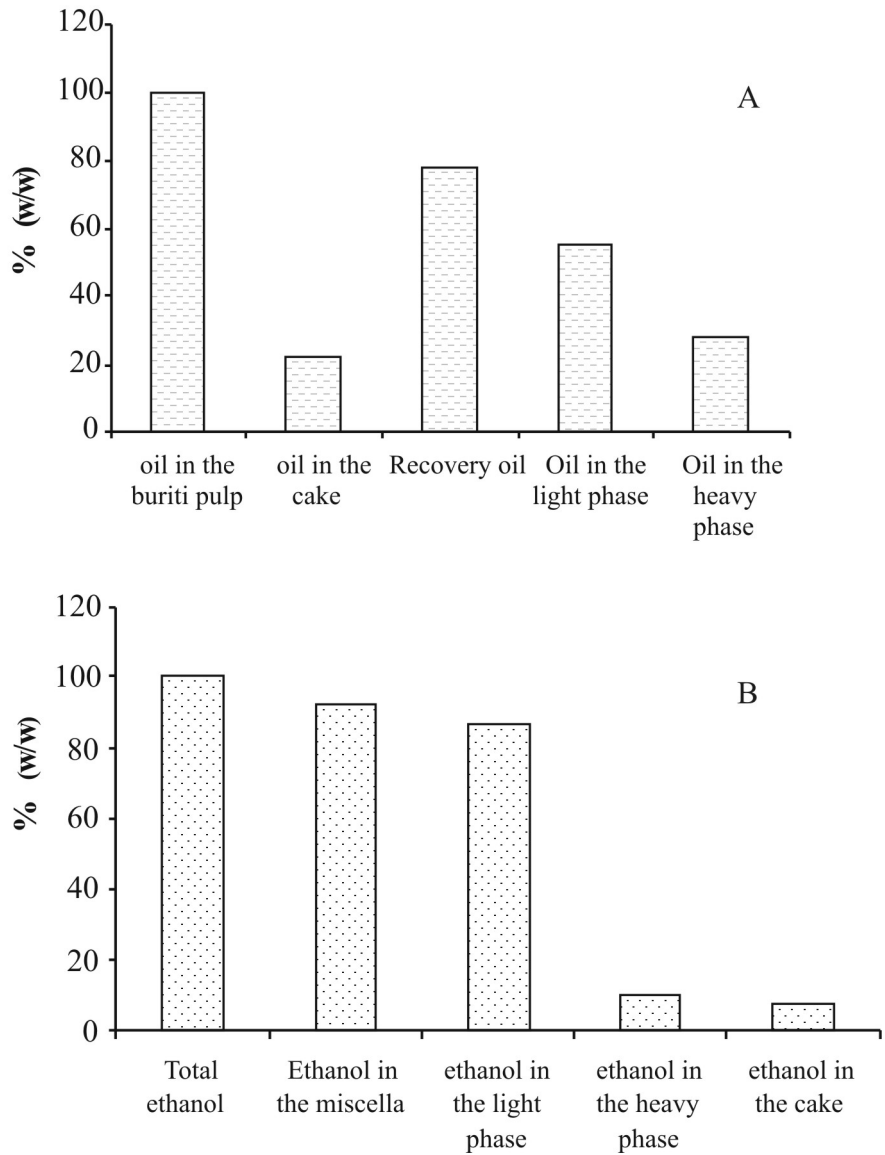 120
100
80
60
40
20
0
% (w/w)
A
oil in the
buriti pulp
oil in the
cake
Recovery oil
Oil in the
light phase
Oil in the
heavy
phase
120
100
80
60
40
20
0
% (w/w)
B
Total
ethanol
Ethanol in
the miscella
ethanol in
the light
phase
ethanol in
the heavy
phase
ethanol in
the cake